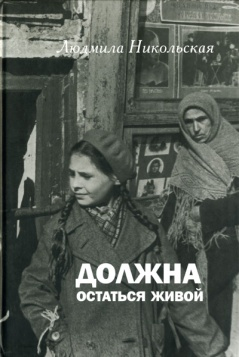 Людмила Никольская
ДОЛЖНА
ОСТАТЬСЯ ЖИВОЙ